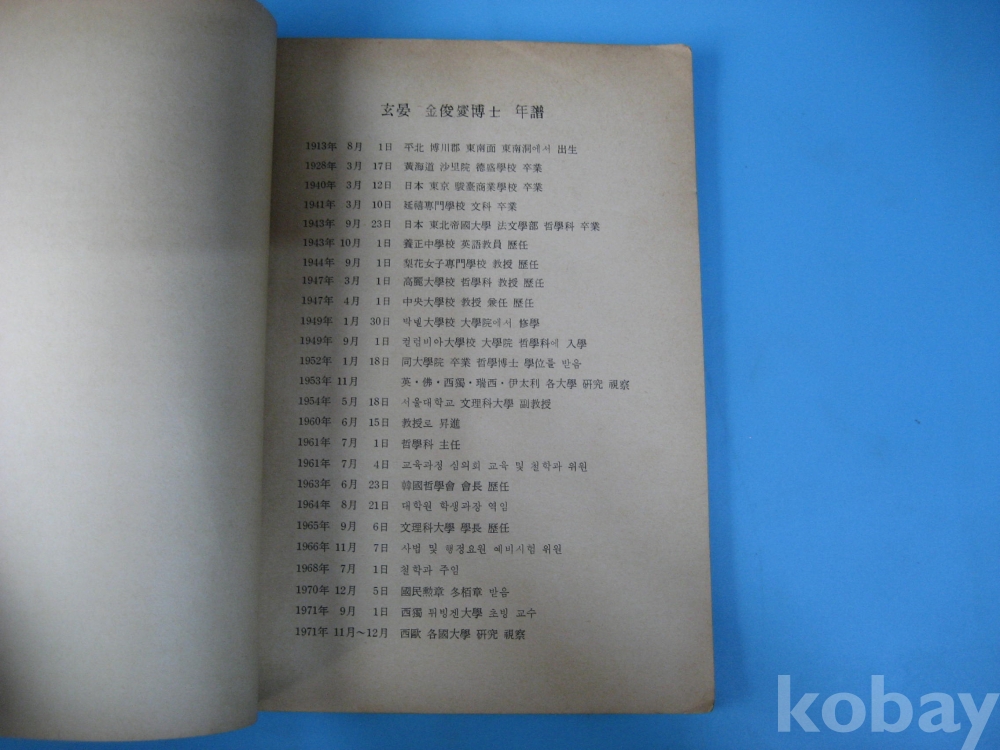 玄晏 金俊燮博士 年譜
1913年 8月 1日 平北 博川郡 東南面 東南洞에서 出生
1928年 3月 17日 黃海道 沙里院 德盛學校 卒業
1940年 3月 12日 日本 東京 駿臺商業學校 卒業
1941年 3月 10日 延禧專門學校 文科 卒業
1943年 9月 23日 日本 東北帝國大學 法文學部 哲學科 卒業
1943年 10月 1日 養正中學校 英語教員 歷任
1944年 9月 1日 梨花女子專門學校 教授 歷任
1947年 3月 1日 高麗大學校 哲學科 教授 歷任
1947年 4月 1日 中央大學校 教授 兼任 歷任
1949年 1月 30日 박넬大學校 大學院에서 修學
1949年 9月 1日 컬럼비아大學校 大學院 哲學科에 入學
1952年 1月 18日 同大學院 卒業 哲學博士 學位를 받음
1953年 11月 英·佛·西獨·瑞西·伊太利 各大學 硏究 視察
1954年 5月 18日 서울대학교 文理科大學 副教授
1960年 6月 15日 教授로 昇進
1961年 7月 1日 哲學科 主任
1961年 7月 4日 교육과정 심의회 교육 및 철학과 위원
1963年 6月 23日 韓國哲學會 會長 歷任
1964年 8月 21日 대학원 학생과장 역임
1965年 9月 6日 文理科大學 學長 歷任
1966年 11月 7日 사법 및 행정요원 예비시험 위원
1968年 7月 1日 철학과 주임
1970年 12月 5日 國民勲章 冬栢章 받음
1971年 9月 1日 西獨 뒤빙겐大學 초빙 교수
1971年 11月~12月 西歐 各國大學 硏究 視察
kobay